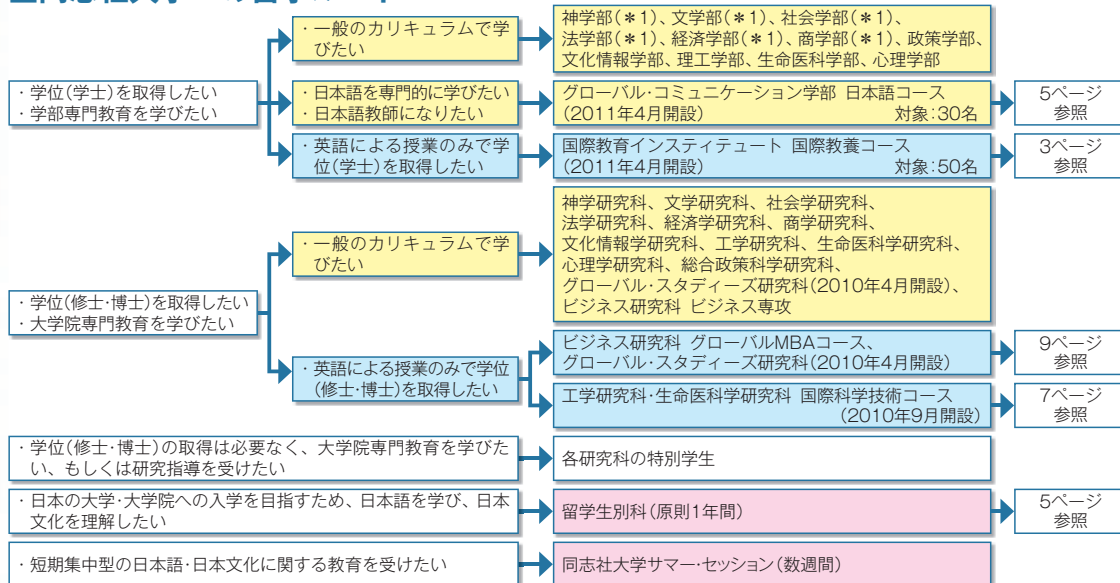 ・一般のカリキュラムで学
びたい
神学部(＊1)、文学部(＊1)、社会学部(＊1)、
法学部(＊1)、経済学部(＊1)、商学部(＊1)、政策学部、
文化情報学部、理工学部、生命医科学部、心理学部
・学位(学士)を取得したい
・学部専門教育を学びたい
・日本語を専門的に学びたい
・日本語教師になりたい
グローバル・コミュニケーション学部 日本語コース
(2011年4月開設) 対象:30名
5ページ
参照
・英語による授業のみで学
位(学士)を取得したい
国際教育インスティテュート 国際教養コース
(2011年4月開設) 対象:50名
3ページ
参照
・学位(修士・博士)を取得したい
・大学院専門教育を学びたい
・一般のカリキュラムで学
びたい
神学研究科、文学研究科、社会学研究科、
法学研究科、経済学研究科、商学研究科、
文化情報学研究科、工学研究科、生命医科学研究科、
心理学研究科、総合政策科学研究科、
グローバル・スタディーズ研究科(2010年4月開設)、
ビジネス研究科 ビジネス専攻
・英語による授業のみで学位
(修士・博士)を取得したい
ビジネス研究科 グローバルMBAコース、
グローバル・スタディーズ研究科(2010年4月開設)
9ページ
参照
工学研究科・生命医科学研究科 国際科学技術コース
(2010年9月開設)
7ページ
参照
・学位(修士・博士)の取得は必要なく、大学院専門教育を学びた
い、もしくは研究指導を受けたい
各研究科の特別学生
・日本の大学・大学院への入学を目指すため、日本語を学び、日本
文化を理解したい
留学生別科(原則1年間)
5ページ
参照
・短期集中型の日本語・日本文化に関する教育を受けたい
同志社大学サマー・セッション(数週間)